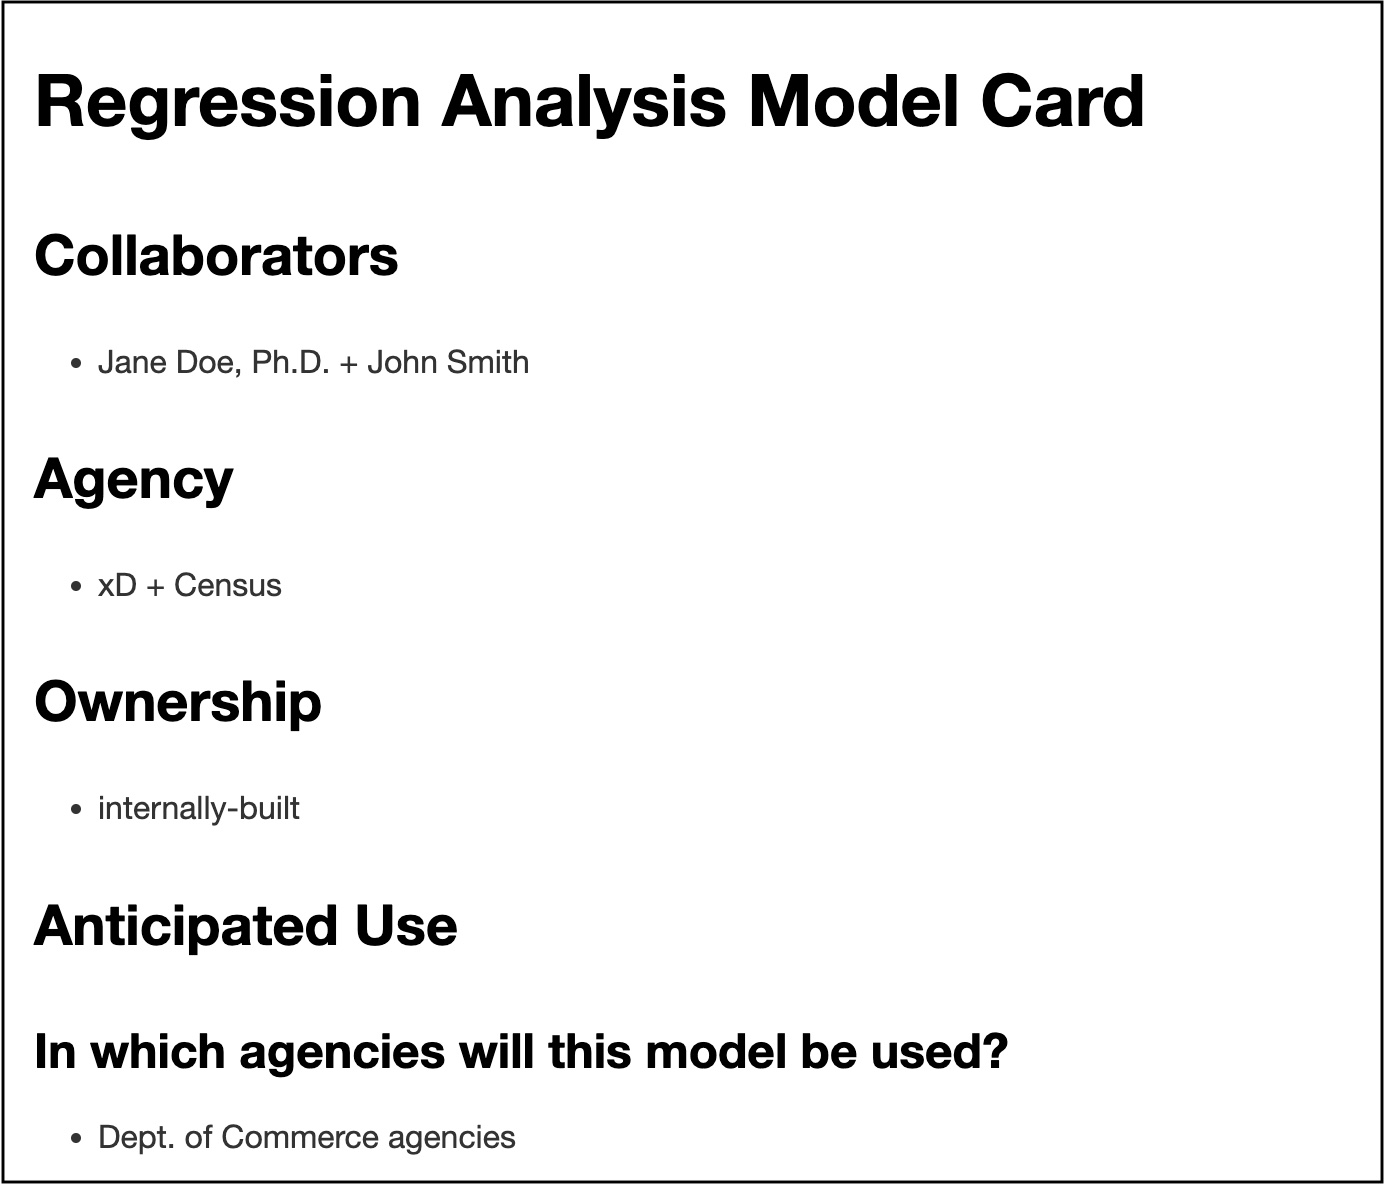 Regression Analysis Model Card
Collaborators
• Jane Doe, Ph.D. + John Smith
Agency
• xD + Census
Ownership
• internally-built
Anticipated Use
In which agencies will this model be used?
• Dept. of Commerce agencies